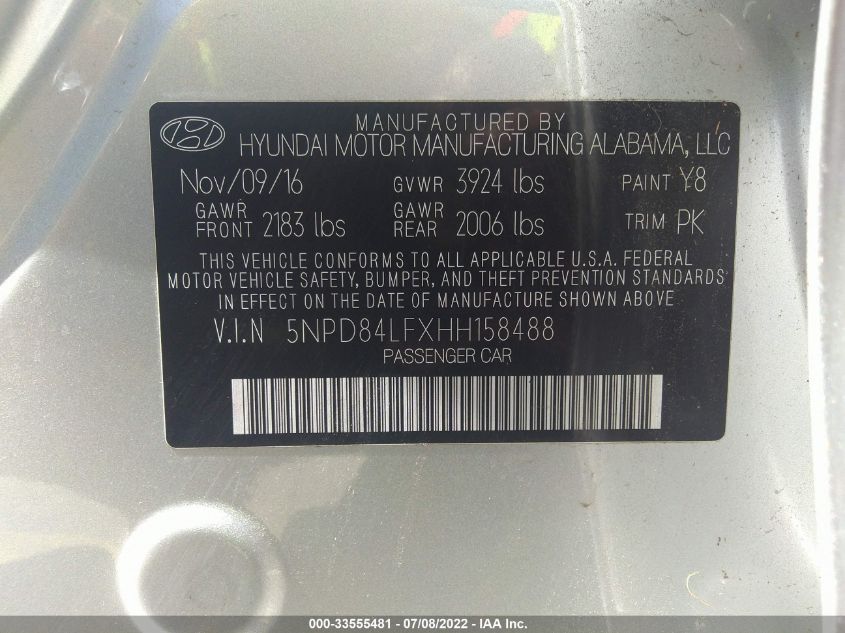 MANUFACTURED BY
HYUNDAI MOTOR MANUFACTURING ALABAMA, LLC
Nov/09/16 GVWR 3924 lbs PAINT Y8
GAWR FRONT 2183 lbs GAWR REAR 2006 lbs TRIM PK
THIS VEHICLE CONFORMS TO ALL APPLICABLE U.S.A. FEDERAL
MOTOR VEHICLE SAFETY, BUMPER, AND THEFT PREVENTION STANDARDS
IN EFFECT ON THE DATE OF MANUFACTURE SHOWN ABOVE.
V.I.N 5NPD84LFXHH158488
PASSENGER CAR
000-33555481 - 07/08/2022 - IAA Inc.